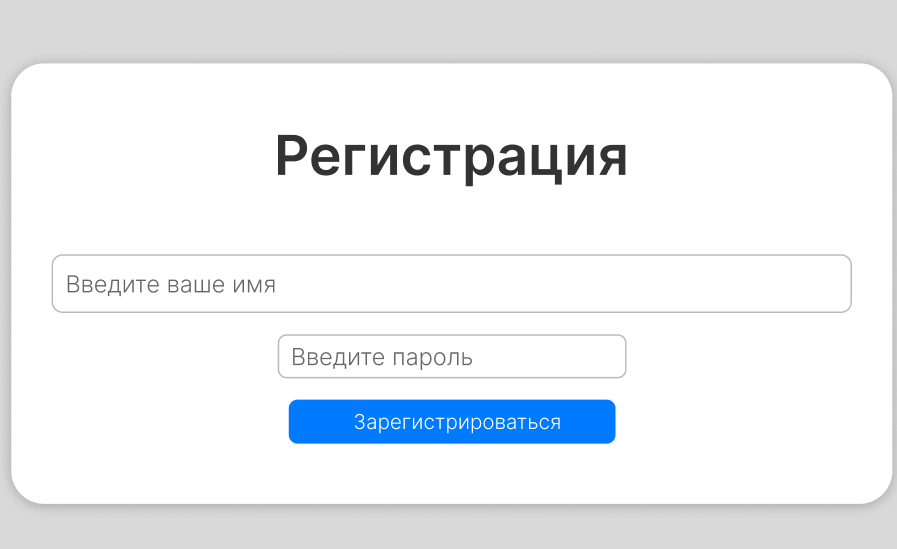 Регистрация
Введите ваше имя
Введите пароль
Зарегистрироваться